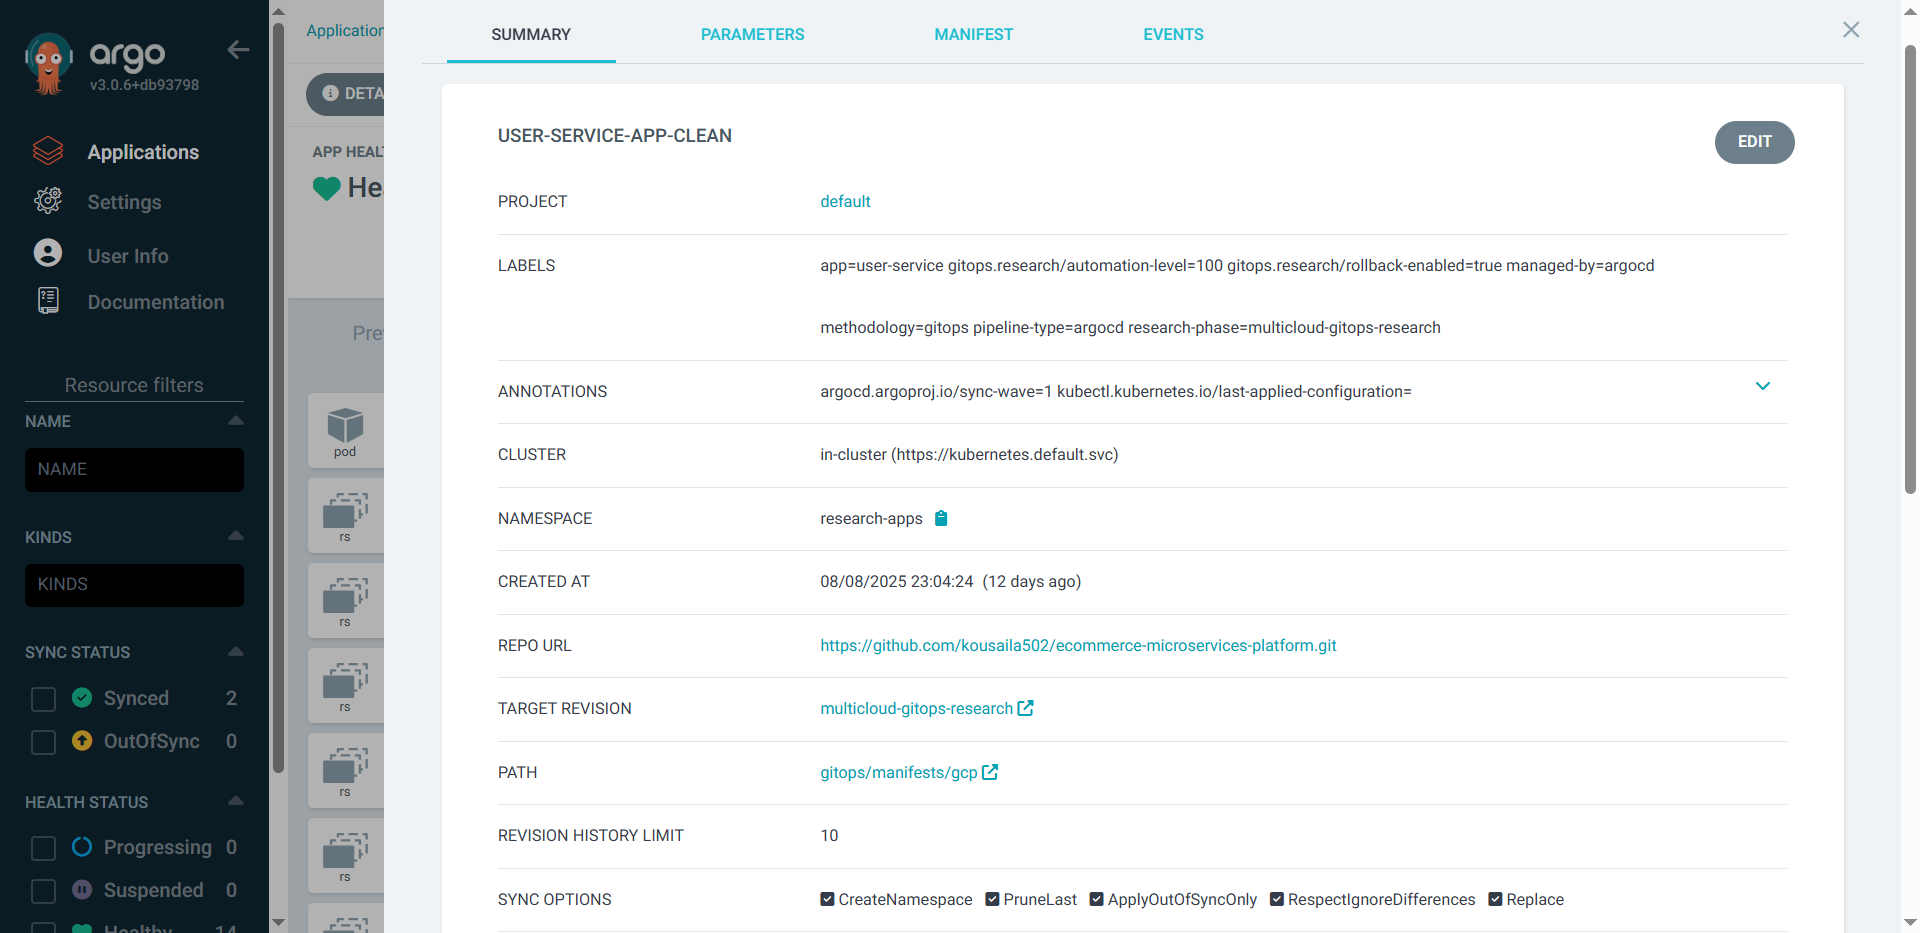 argo
v3.0.6+db93798
Applications
Settings
User Info
Documentation
Resource filters
NAME
NAME
KINDS
KINDS
SYNC STATUS
Synced 2
OutOfSync 0
HEALTH STATUS
Progressing 0
Suspended 0
Healthy 14
Application
DETA
APP HEAL
He
Pre
pod
rs
rs
rs
rs
rs
SUMMARY PARAMETERS MANIFEST EVENTS
USER-SERVICE-APP-CLEAN
EDIT
PROJECT default
LABELS app=user-service gitops.research/automation-level=100 gitops.research/rollback-enabled=true managed-by=argocd
methodology=gitops pipeline-type=argocd research-phase=multicloud-gitops-research
ANNOTATIONS argocd.argoproj.io/sync-wave=1 kubectl.kubernetes.io/last-applied-configuration=
CLUSTER in-cluster (https://kubernetes.default.svc)
NAMESPACE research-apps
CREATED AT 08/08/2025 23:04:24 (12 days ago)
REPO URL https://github.com/kousaila502/ecommerce-microservices-platform.git
TARGET REVISION multicloud-gitops-research
PATH gitops/manifests/gcp
REVISION HISTORY LIMIT 10
SYNC OPTIONS CreateNamespace PruneLast ApplyOutOfSyncOnly RespectIgnoreDifferences Replace